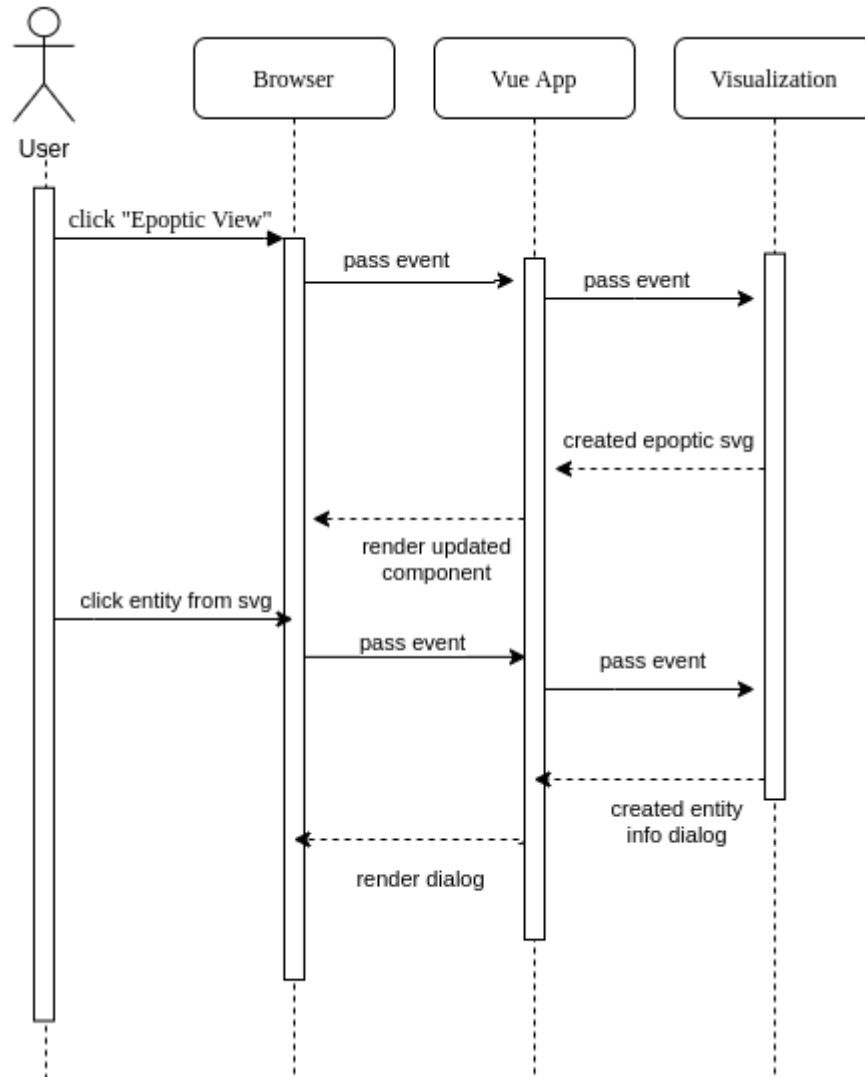 Browser
Vue App
Visualization
User
click "Epoptic View"
pass event
pass event
created epoptic svg
render updated
component
click entity from svg
pass event
pass event
created entity
info dialog
render dialog